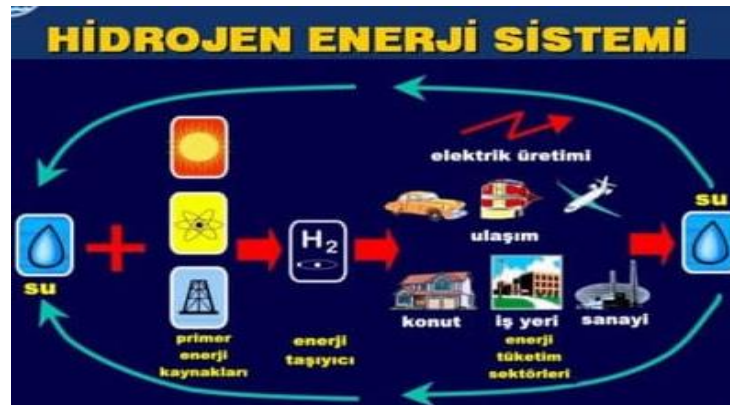 HİDROJEN ENERJİ SİSTEMİ
elektrik üretimi
su
H2
ulaşım
su
konut
iş yeri
sanayi
primer
enerji
kaynakları
enerji
taşıyıcı
enerji
tüketim
sektörleri